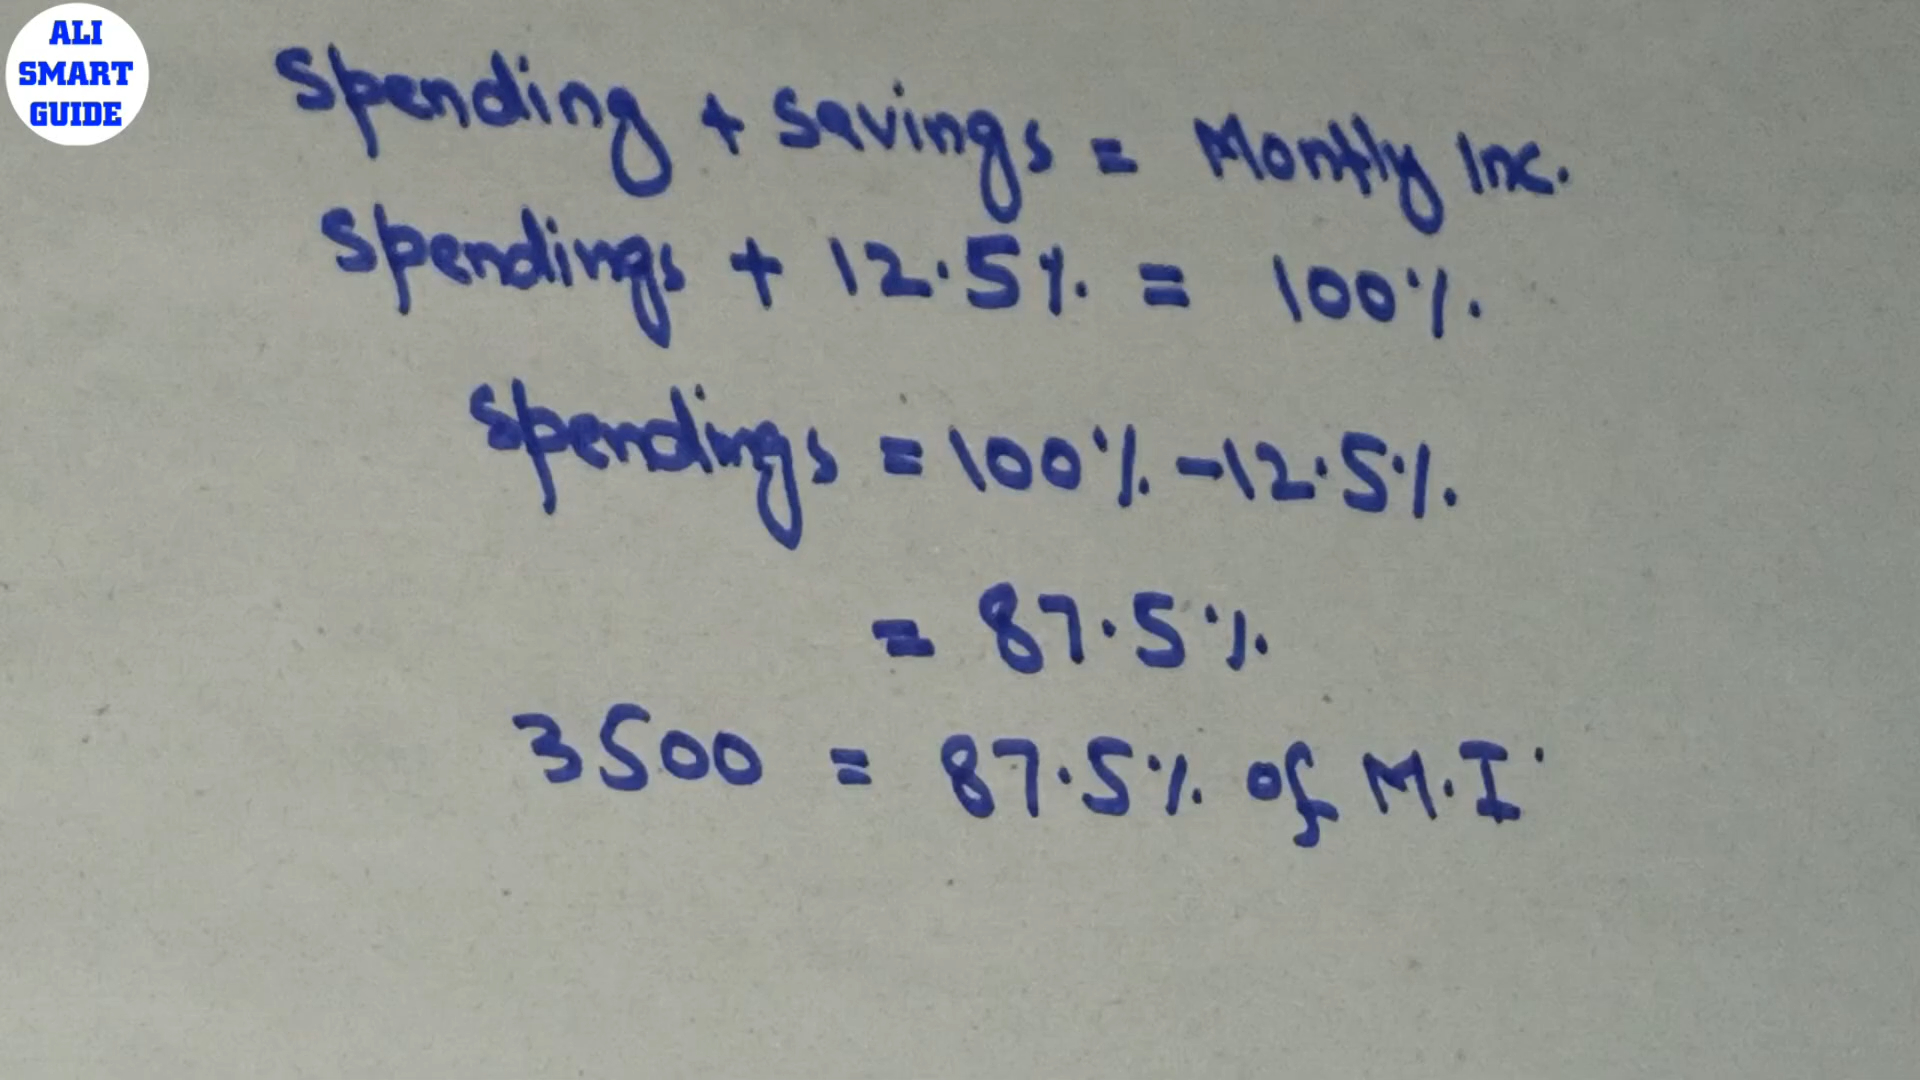 ALI
SMART
GUIDE
Spending + Savings = Montly Inc.
Spendings + 12.5% = 100%
Spendings = 100% - 12.5%
= 87.5%
3500 = 87.5% of M.I